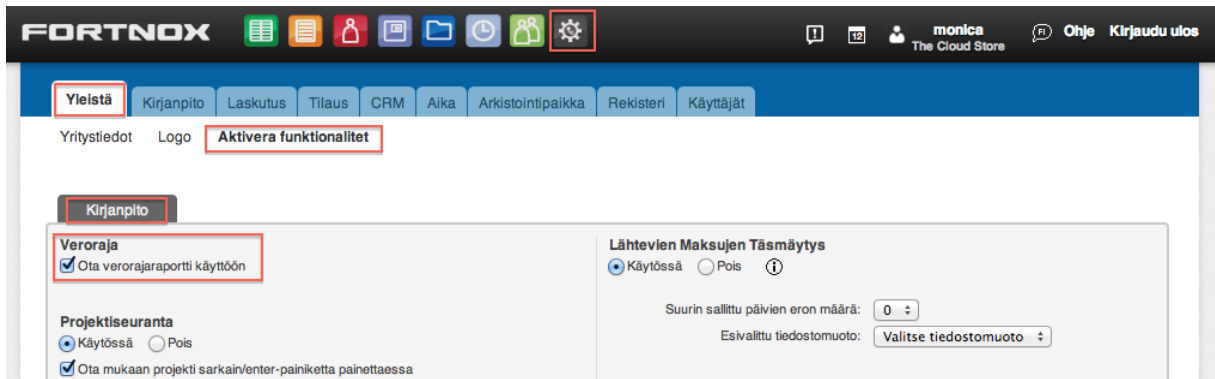 FORTNOX 12 monica FI Ohje Kirjaudu ulos
The Cloud Store
Yleistä Kirjanpito Laskutus Tilaus CRM Aika Arkistointipaikka Rekisteri Käyttäjät
Yritystiedot Logo Aktivera funktionalitet
Kirjanpito
Veroraja
Ota verorajaraportti käyttöön
Projektiseuranta
Käytössä Pois
Ota mukaan projekti sarkain/enter-painiketta painettaessa
Lähtevien Maksujen Täsmäytys
Käytössä Pois i
Suurin sallittu päivien eron määrä: 0
Esivalittu tiedostomuoto: Valitse tiedostomuoto